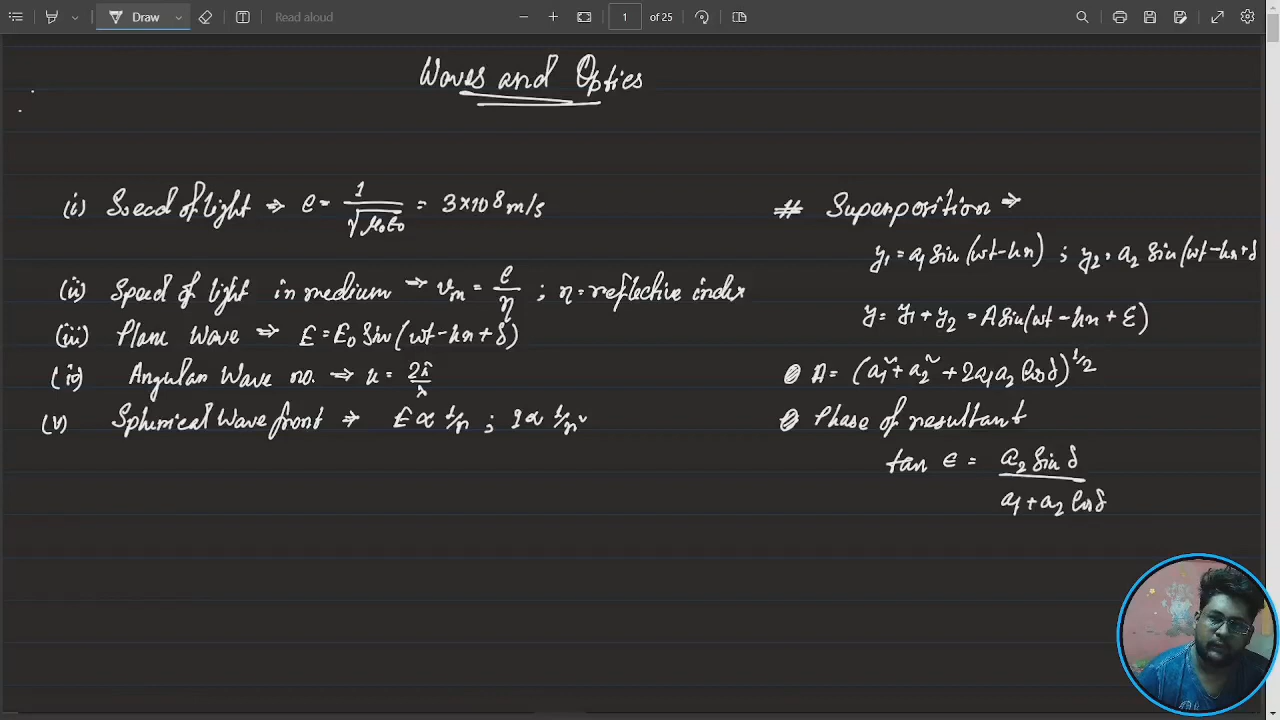 Draw
Read aloud
1 of 25
Waves and Optics
(i) Speed of light ⇒ c = 1/√μ₀ε₀ = 3×10⁸ m/s
(ii) Speed of light in medium → vₘ = c/η ; η = reflective index
(iii) Plane Wave ⇒ E = E₀ Sin(ωt - kx + δ)
(iv) Angular Wave no. ⇒ k = 2π/λ
(v) Spherical Wave front → E ∝ 1/r ; I ∝ 1/r²
# Superposition →
y₁ = a₁ Sin(ωt - kx) ; y₂ = a₂ Sin(ωt - kx + δ
y = y₁ + y₂ = A Sin(ωt - kx + ε)
A = (a₁² + a₂² + 2a₁a₂ Cosδ)^1/2
Phase of resultant
tan ε = a₂ Sin δ / a₁ + a₂ Cosδ